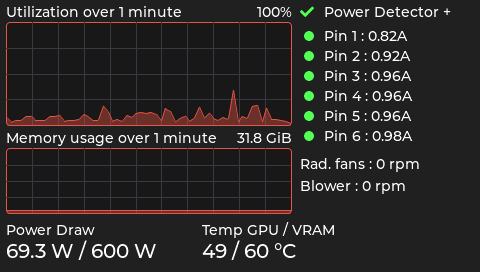 Utilization over 1 minute 100%
Memory usage over 1 minute 31.8 GiB
Power Draw
69.3 W / 600 W
Temp GPU / VRAM
49 / 60 °C
Power Detector +
Pin 1 : 0.82A
Pin 2 : 0.92A
Pin 3 : 0.96A
Pin 4 : 0.96A
Pin 5 : 0.96A
Pin 6 : 0.98A
Rad. fans : 0 rpm
Blower : 0 rpm